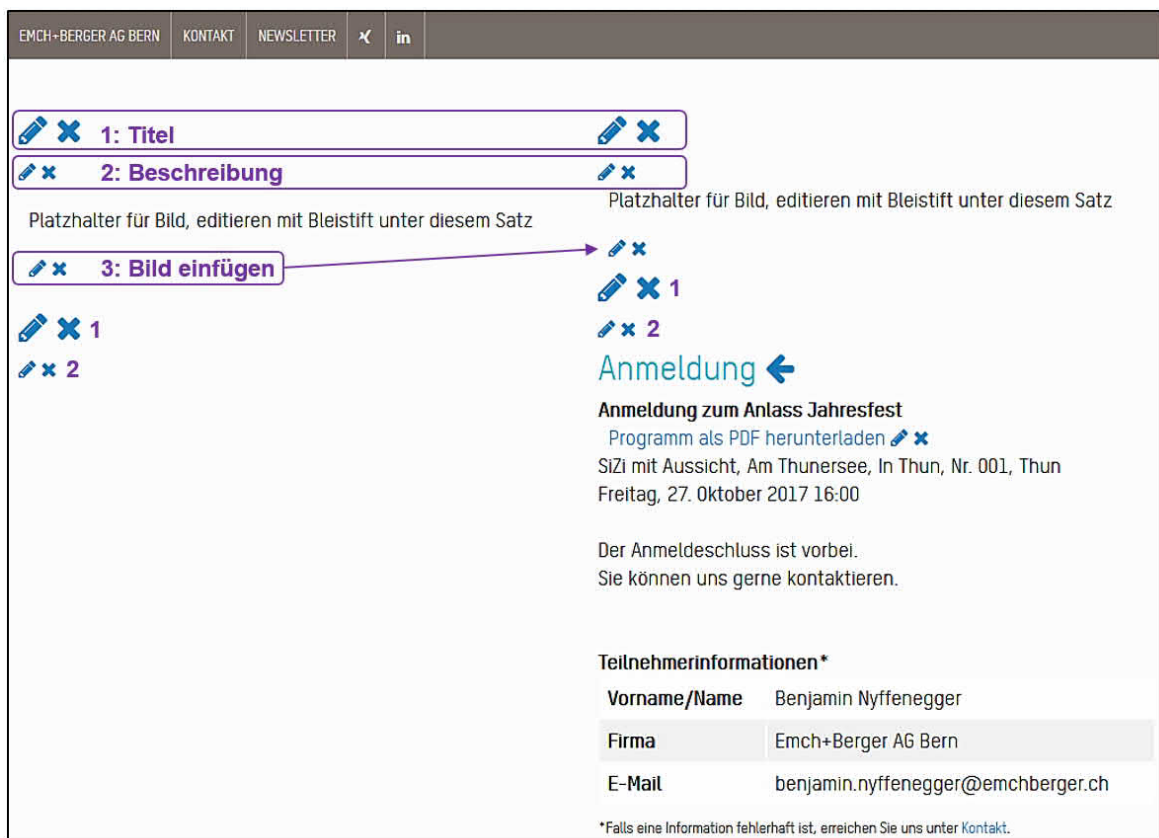 EMCH+BERGER AG BERN KONTAKT NEWSLETTER in
1: Titel
2: Beschreibung
Platzhalter für Bild, editieren mit Bleistift unter diesem Satz
3: Bild einfügen
1
2
Platzhalter für Bild, editieren mit Bleistift unter diesem Satz
1
2
Anmeldung
Anmeldung zum Anlass Jahresfest
Programm als PDF herunterladen
SiZi mit Aussicht, Am Thunersee, In Thun, Nr. 001, Thun
Freitag, 27. Oktober 2017 16:00
Der Anmeldeschluss ist vorbei.
Sie können uns gerne kontaktieren.
Teilnehmerinformationen*
Vorname/Name Benjamin Nyffenegger
Firma Emch+Berger AG Bern
E-Mail benjamin.nyffenegger@emchberger.ch
*Falls eine Information fehlerhaft ist, erreichen Sie uns unter Kontakt.